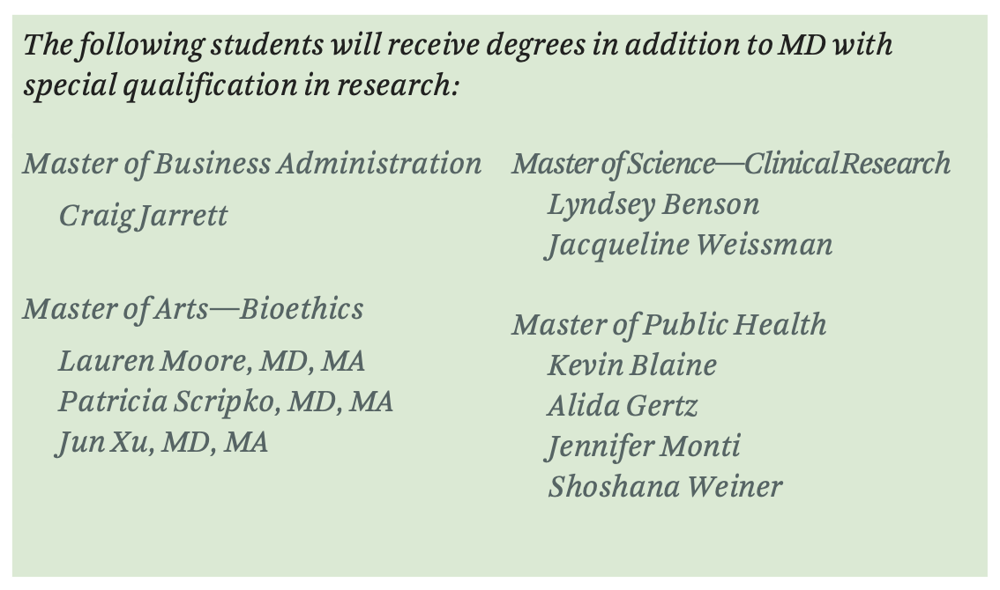 The following students will receive degrees in addition to MD with
special qualification in research:
Master of Business Administration
Craig Jarrett
Master of Arts—Bioethics
Lauren Moore, MD, MA
Patricia Scripko, MD, MA
Jun Xu, MD, MA
Master of Science—Clinical Research
Lyndsey Benson
Jacqueline Weissman
Master of Public Health
Kevin Blaine
Alida Gertz
Jennifer Monti
Shoshana Weiner